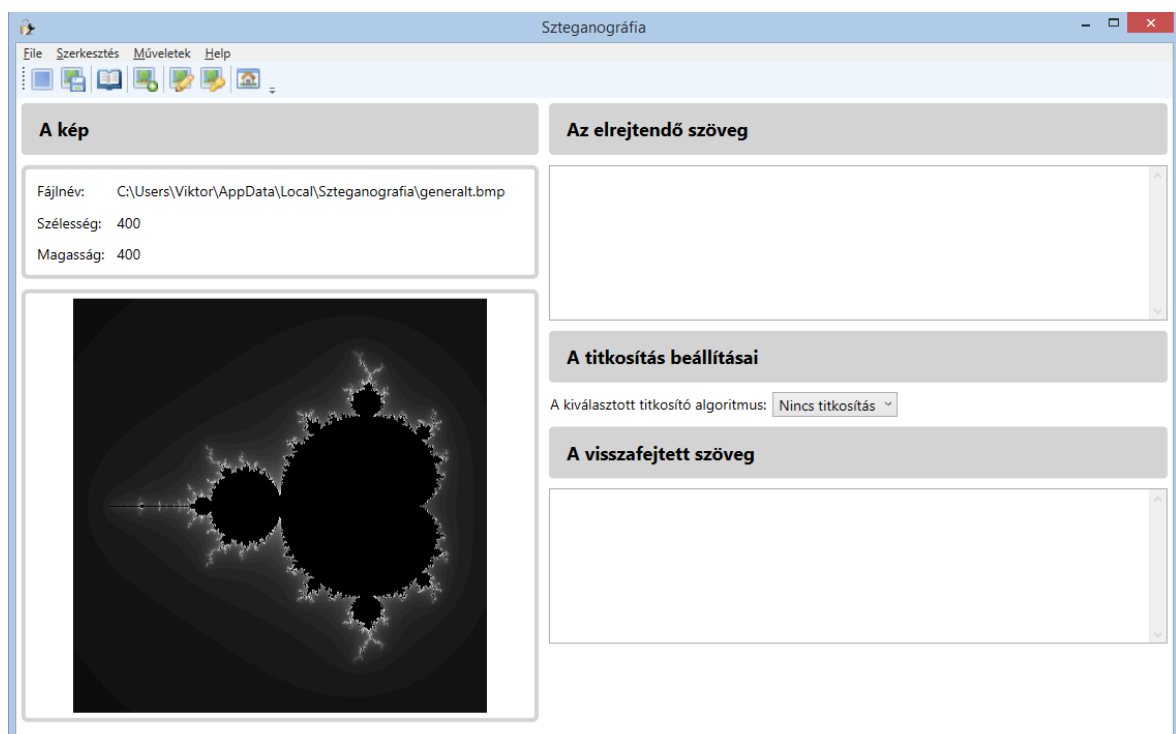 Szteganográfia
File Szerkesztés Műveletek Help
A kép
Fájlnév: C:\Users\Viktor\AppData\Local\Szteganografia\generalt.bmp
Szélesség: 400
Magasság: 400
Az elrejtendő szöveg
A titkosítás beállításai
A kiválasztott titkosító algoritmus: Nincs titkosítás
A visszafejtett szöveg